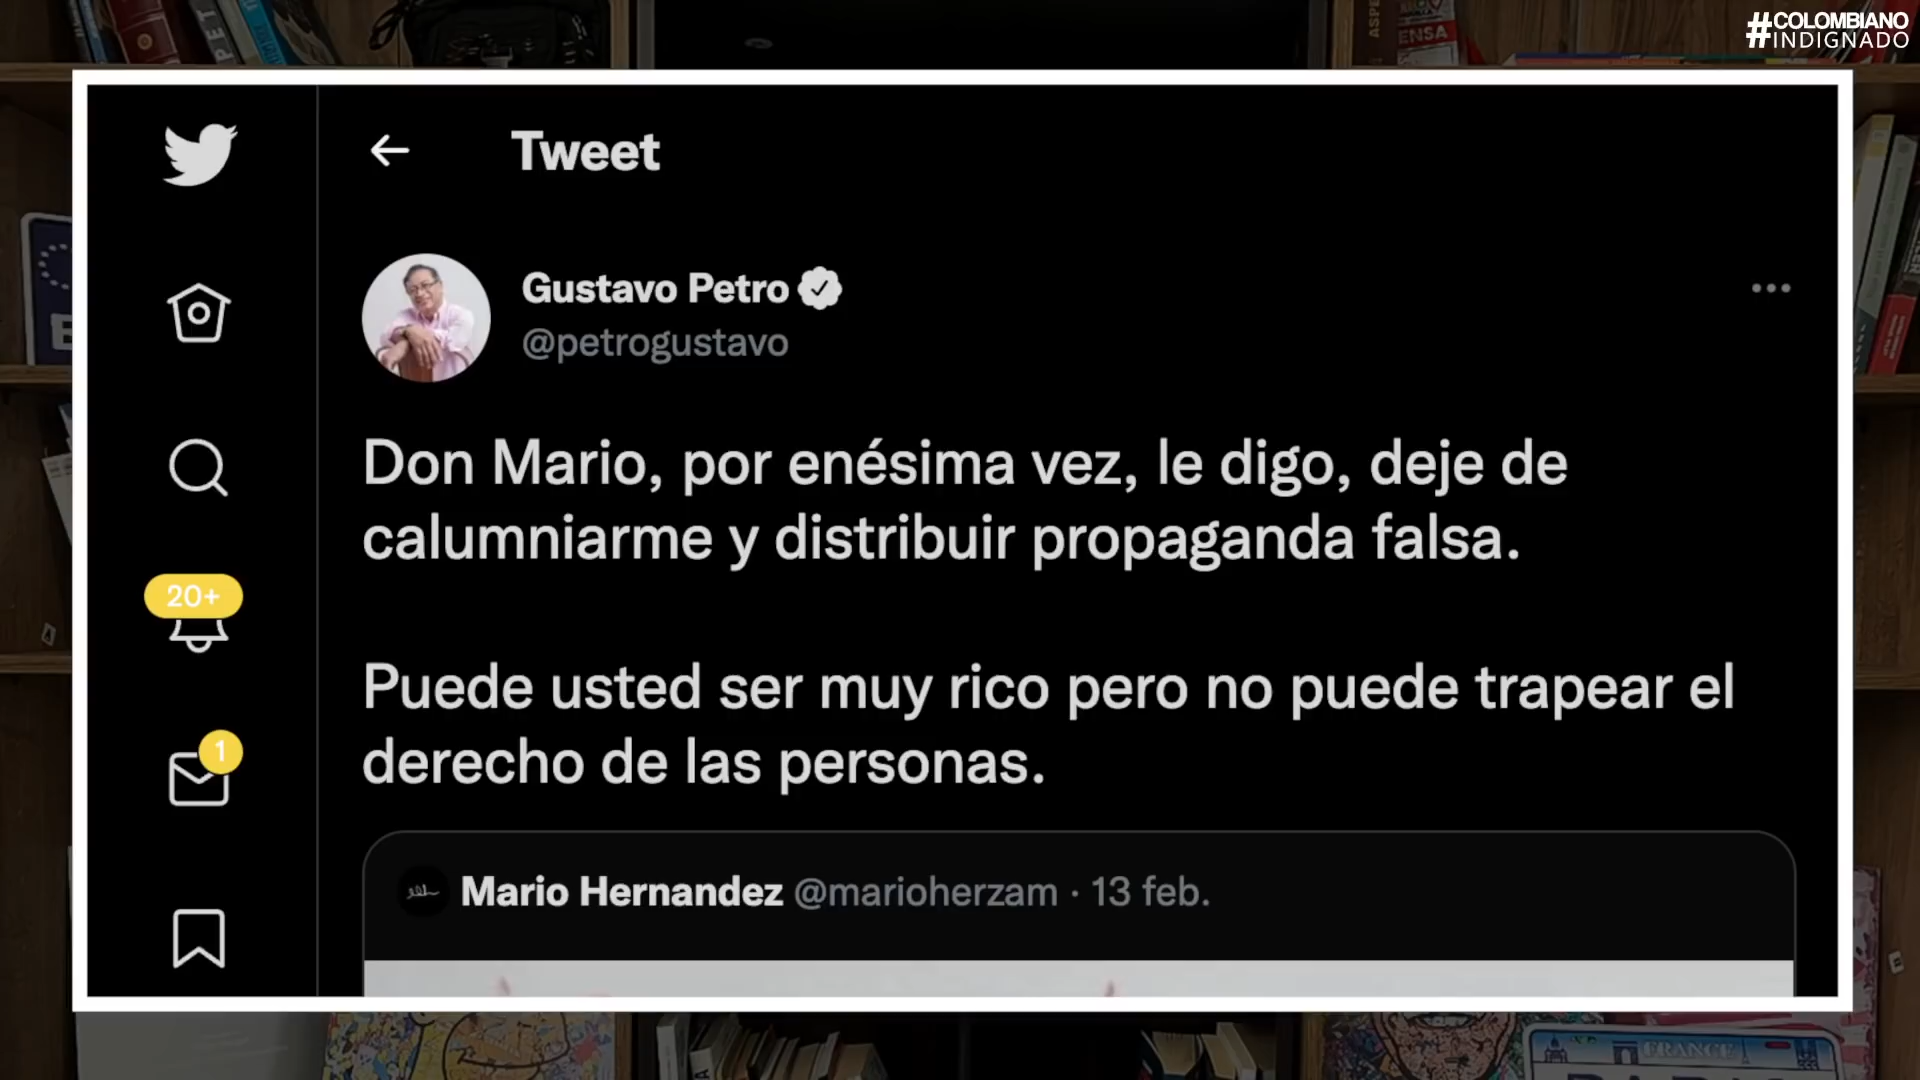 #COLOMBIANO
INDIGNADO
ENSA
Tweet
Gustavo Petro
@petrogustavo
Don Mario, por enésima vez, le digo, deje de
calumniarme y distribuir propaganda falsa.
20+
Puede usted ser muy rico pero no puede trapear el
derecho de las personas.
1
Mario Hernandez @marioherzam · 13 feb.
FRANCE